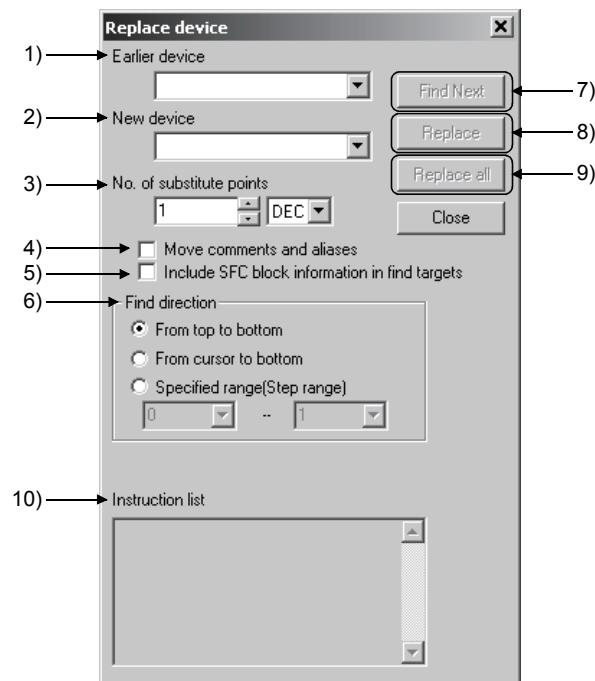 Replace device
1) Earlier device
7) Find Next
2) New device
8) Replace
9) Replace all
3) No. of substitute points
1 DEC
Close
4) Move comments and aliases
5) Include SFC block information in find targets
6) Find direction
From top to bottom
From cursor to bottom
Specified range(Step range)
0 -- 1
10) Instruction list